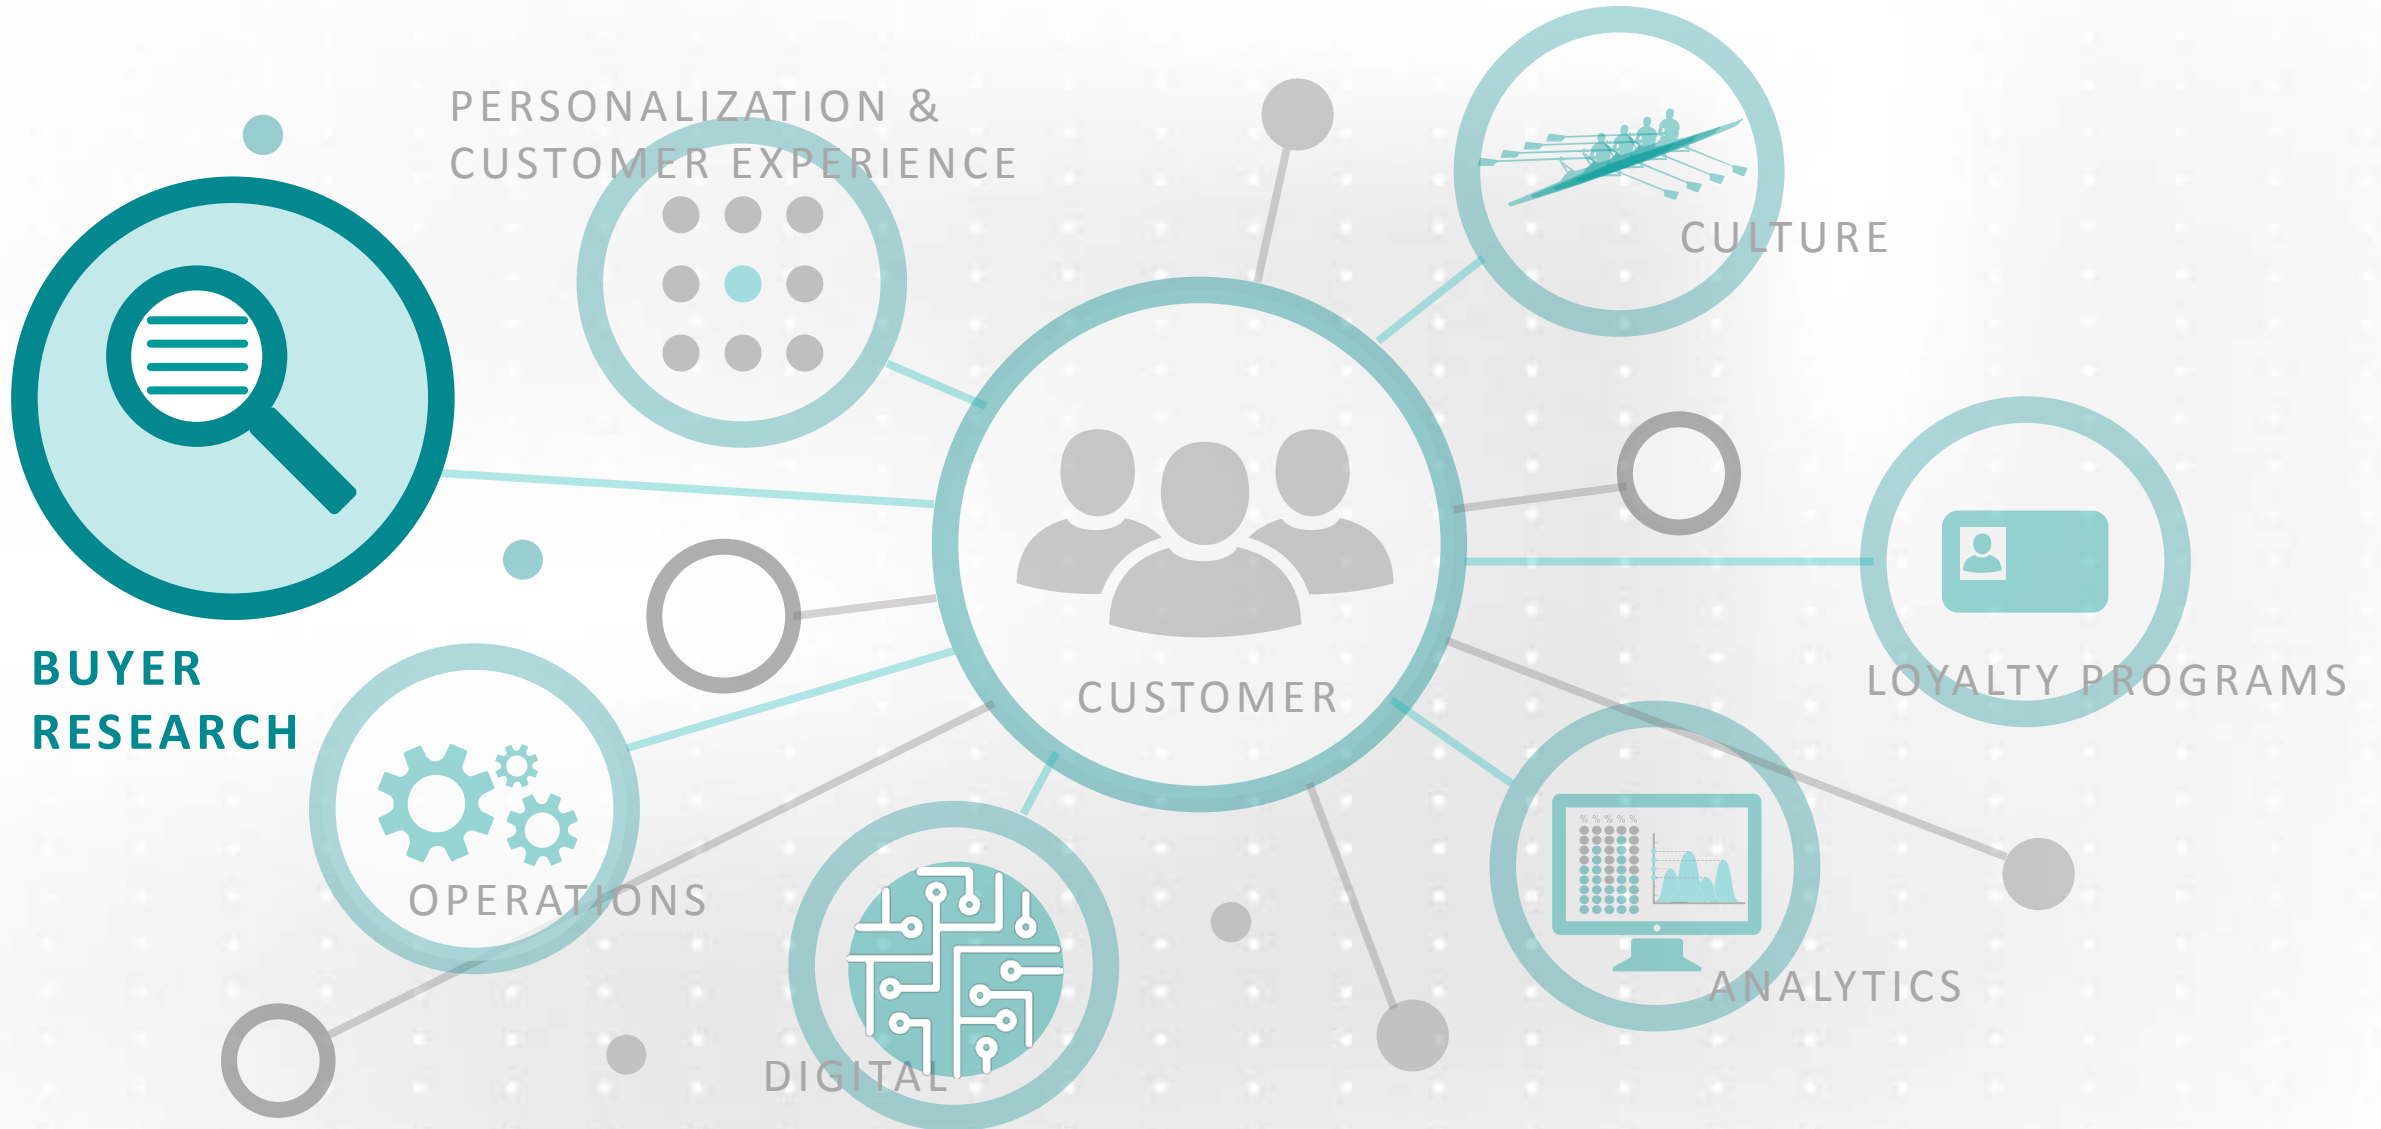 PERSONALIZATION &
CUSTOMER EXPERIENCE
CULTURE
BUYER
RESEARCH
CUSTOMER
LOYALTY PROGRAMS
OPERATIONS
% % % % %
ANALYTICS
DIGITAL